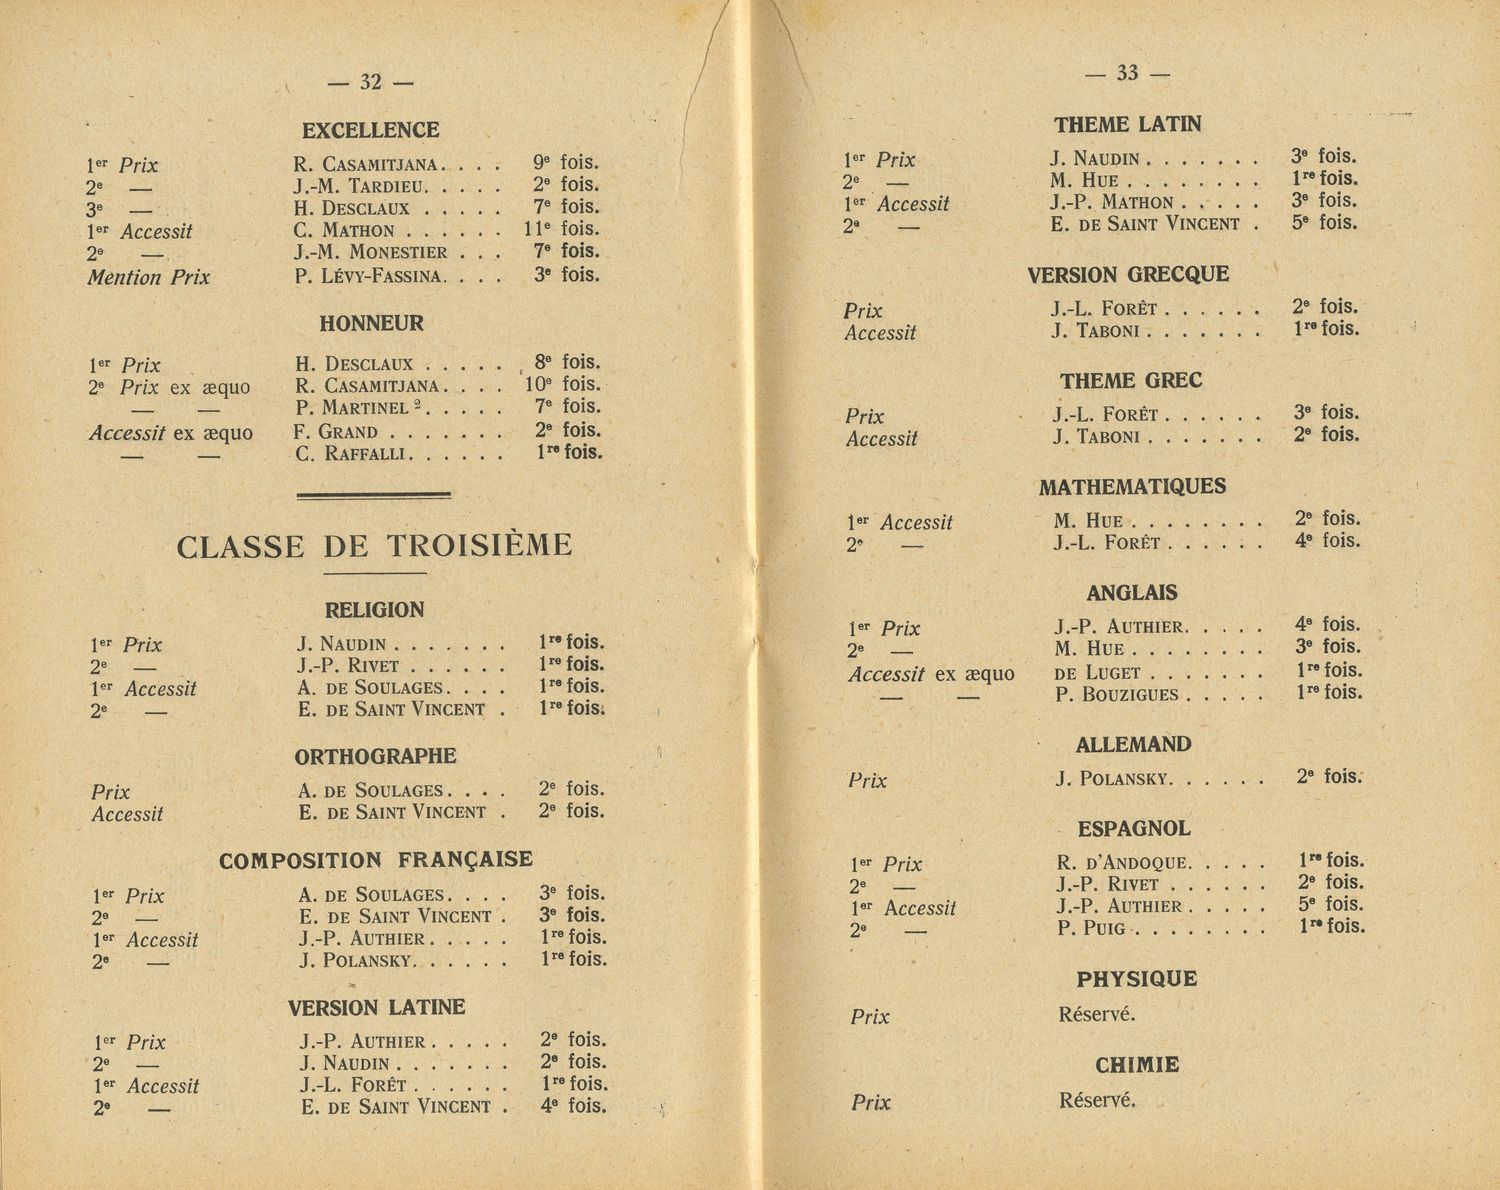 — 32 —
EXCELLENCE
1er Prix R. CASAMITJANA. . . . 9e fois.
2e — J.-M. TARDIEU. . . . . 2e fois.
3e — H. DESCLAUX . . . . . 7e fois.
1er Accessit C. MATHON . . . . . . 11e fois.
2e — J.-M. MONESTIER . . . 7e fois.
Mention Prix P. LÉVY-FASSINA. . . . 3e fois.
HONNEUR
1er Prix H. DESCLAUX . . . . . 8e fois.
2e Prix ex æquo R. CASAMITJANA. . . . 10e fois.
— — P. MARTINEL 2. . . . . 7e fois.
Accessit ex æquo F. GRAND . . . . . . . 2e fois.
— — C. RAFFALLI. . . . . . 1re fois.
CLASSE DE TROISIÈME
RELIGION
1er Prix J. NAUDIN . . . . . . . 1re fois.
2e — J.-P. RIVET . . . . . . 1re fois.
1er Accessit A. DE SOULAGES. . . . 1re fois.
2e — E. DE SAINT VINCENT . 1re fois.
ORTHOGRAPHE
Prix A. DE SOULAGES. . . . 2e fois.
Accessit E. DE SAINT VINCENT . 2e fois.
COMPOSITION FRANÇAISE
1er Prix A. DE SOULAGES. . . . 3e fois.
2e — E. DE SAINT VINCENT . 3e fois.
1er Accessit J.-P. AUTHIER. . . . . 1re fois.
2e — J. POLANSKY. . . . . . 1re fois.
VERSION LATINE
1er Prix J.-P. AUTHIER . . . . . 2e fois.
2e — J. NAUDIN . . . . . . . 2e fois.
1er Accessit J.-L. FORÊT . . . . . . 1re fois.
2e — E. DE SAINT VINCENT . 4e fois.
— 33 —
THEME LATIN
1er Prix J. NAUDIN . . . . . . . 3e fois.
2e — M. HUE . . . . . . . . 1re fois.
1er Accessit J.-P. MATHON . . . . . 3e fois.
2e — E. DE SAINT VINCENT . 5e fois.
VERSION GRECQUE
Prix J.-L. FORÊT . . . . . . 2e fois.
Accessit J. TABONI . . . . . . . 1re fois.
THEME GREC
Prix J.-L. FORÊT . . . . . . 3e fois.
Accessit J. TABONI . . . . . . . 2e fois.
MATHEMATIQUES
1er Accessit M. HUE . . . . . . . . 2e fois.
2e — J.-L. FORÊT . . . . . . 4e fois.
ANGLAIS
1er Prix J.-P. AUTHIER. . . . . 4e fois.
2e — M. HUE . . . . . . . . 3e fois.
Accessit ex æquo DE LUGET . . . . . . . 1re fois.
— — P. BOUZIGUES . . . . . 1re fois.
ALLEMAND
Prix J. POLANSKY. . . . . . 2e fois.
ESPAGNOL
1er Prix R. D'ANDOQUE. . . . . 1re fois.
2e — J.-P. RIVET . . . . . . 2e fois.
1er Accessit J.-P. AUTHIER . . . . . 5e fois.
2e — P. PUIG . . . . . . . . 1re fois.
PHYSIQUE
Prix Réservé.
CHIMIE
Prix Réservé.